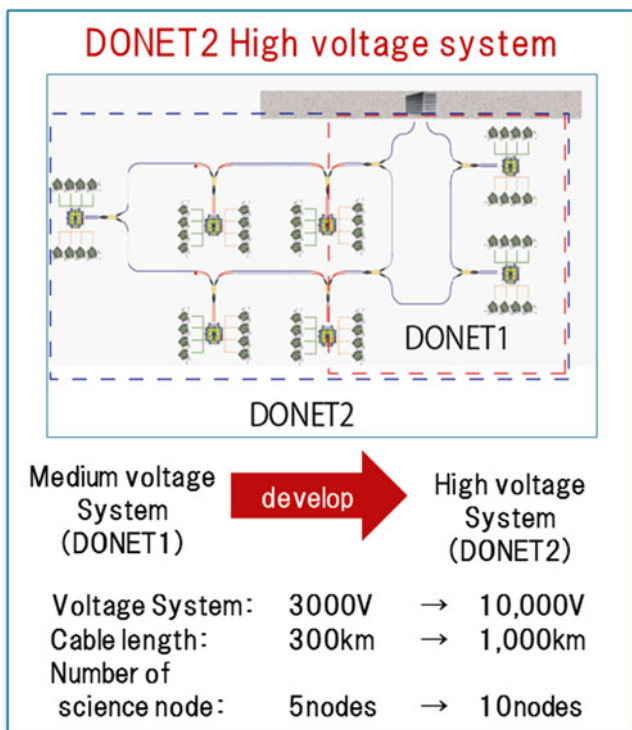 DONET2 High voltage system
DONET1
DONET2
Medium voltage
System
(DONET1)
develop
High voltage
System
(DONET2)
Voltage System: 3000V → 10,000V
Cable length: 300km → 1,000km
Number of
science node: 5nodes → 10nodes